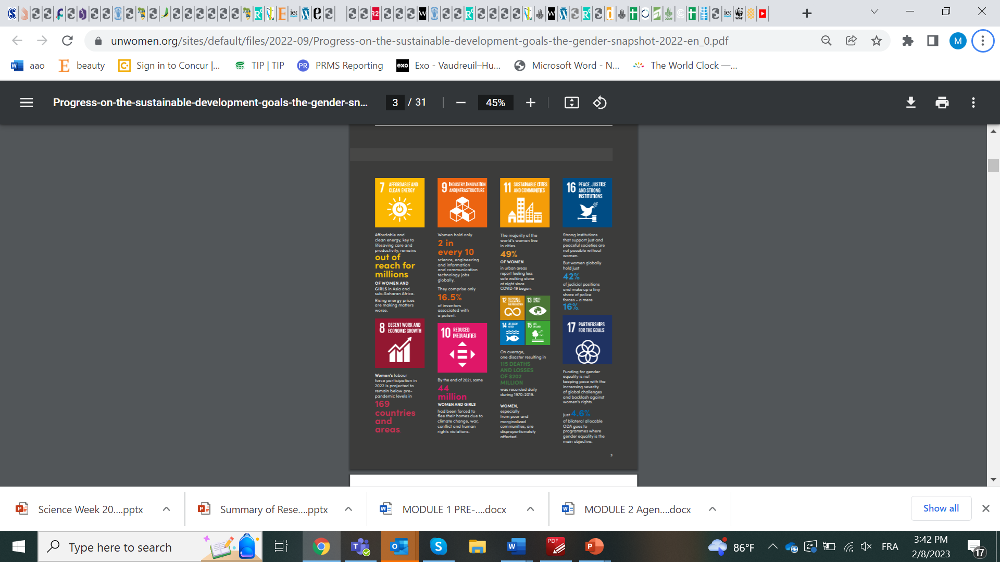 unwomen.org/sites/default/files/2022-09/Progress-on-the-sustainable-development-goals-the-gender-snapshot-2022-en_0.pdf
M
aao
beauty
Sign in to Concur |...
TIP | TIP
PRMS Reporting
Exo - Vaudreuil–Hu...
Microsoft Word - N...
The World Clock —...
Progress-on-the-sustainable-development-goals-the-gender-sn...
3 / 31
45%
7 AFFORDABLE AND
CLEAN ENERGY
Affordable and
clean energy, key to
lifesaving care and
productivity, remains
out of
reach for
millions
OF WOMEN AND
GIRLS in Asia and
sub-Saharan Africa.
Rising energy prices
are making matters
worse.
8 DECENT WORK AND
ECONOMIC GROWTH
Women's labour
force participation in
2022 is projected to
remain below pre-
pandemic levels in
169
countries
and
areas.
9 INDUSTRY, INNOVATION
AND INFRASTRUCTURE
Women hold only
2 in
every 10
science, engineering
and information
and communication
technology jobs
globally.
They comprise only
16.5%
of inventors
associated with
a patent.
10 REDUCED
INEQUALITIES
By the end of 2021, some
44
million
WOMEN AND GIRLS
had been forced to
flee their homes due to
climate change, war,
conflict and human
rights violations.
11 SUSTAINABLE CITIES
AND COMMUNITIES
The majority of the
world's women live
in cities.
49%
OF WOMEN
in urban areas
report feeling less
safe walking alone
at night since
COVID-19 began.
12 RESPONSIBLE
CONSUMPTION
AND PRODUCTION
13 CLIMATE
ACTION
14 LIFE BELOW
WATER
15 LIFE
ON LAND
On average,
one disaster resulting in
115 DEATHS
AND LOSSES
OF $202
MILLION
was recorded daily
during 1970-2019.
WOMEN,
especially
from poor and
marginalized
communities, are
disproportionately
affected.
16 PEACE, JUSTICE
AND STRONG
INSTITUTIONS
Strong institutions
that support just and
peaceful societies are
not possible without
women.
But women globally
hold just
42%
of judicial positions
and make up a tiny
share of police
forces – a mere
16%.
17 PARTNERSHIPS
FOR THE GOALS
Funding for gender
equality is not
keeping pace with the
increasing severity
of global challenges
and backlash against
women's rights.
Just 4.6%
of bilateral allocable
ODA goes to
programmes where
gender equality is the
main objective.
3
Science Week 20....pptx
Summary of Rese....pptx
MODULE 1 PRE-....docx
MODULE 2 Agen....docx
Show all
Type here to search
86°F
FRA
3:42 PM
2/8/2023
17